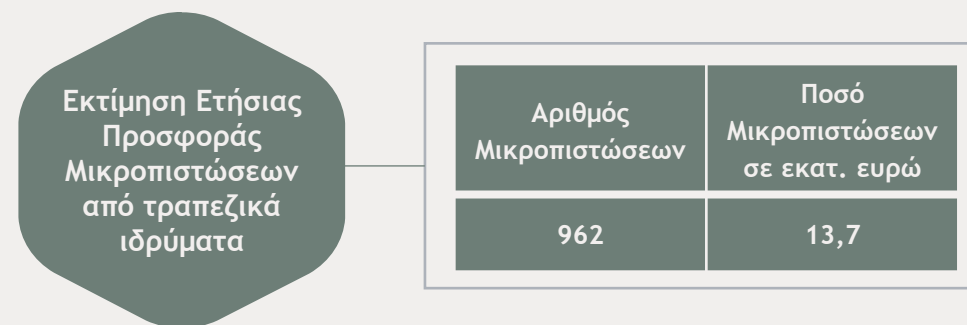 Εκτίμηση Ετήσιας
Προσφοράς
Μικροπιστώσεων
από τραπεζικά
ιδρύματα
Αριθμός
Μικροπιστώσεων
Ποσό
Μικροπιστώσεων
σε εκατ. ευρώ
962
13,7